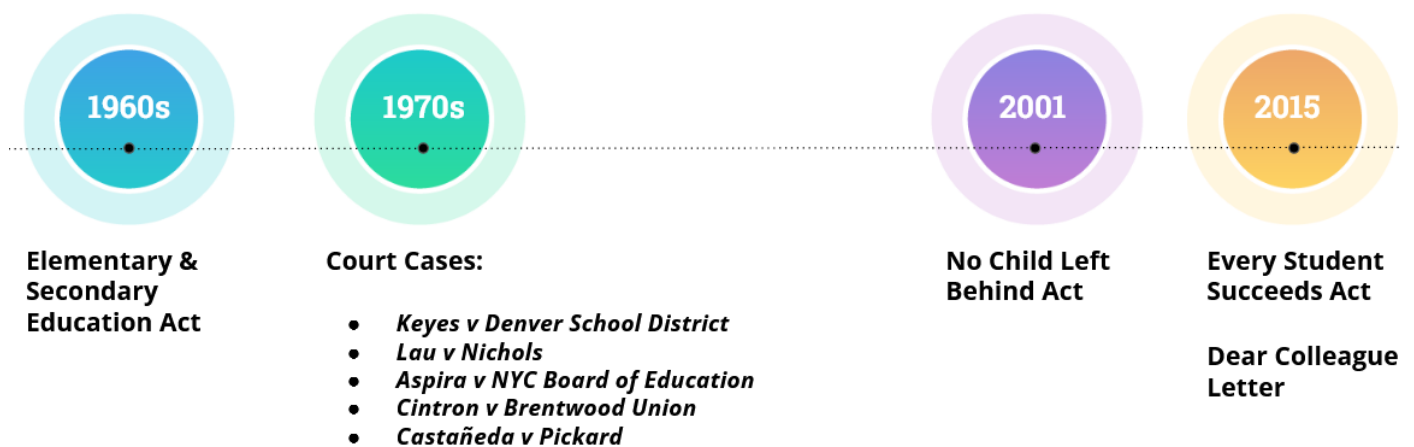 1960s
Elementary &
Secondary
Education Act
1970s
Court Cases:
● Keyes v Denver School District
● Lau v Nichols
● Aspira v NYC Board of Education
● Cintron v Brentwood Union
● Castañeda v Pickard
2001
No Child Left
Behind Act
2015
Every Student
Succeeds Act
Dear Colleague
Letter